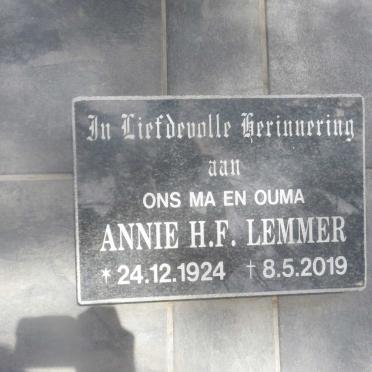 In Liefdevolle Herinnering
aan
ONS MA EN OUMA
ANNIE H.F. LEMMER
* 24.12.1924 † 8.5.2019